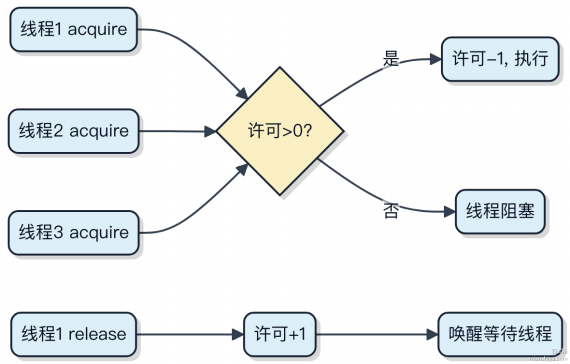 线程1 acquire
是
许可-1, 执行
线程2 acquire
许可>0?
否
线程3 acquire
线程阻塞
线程1 release
许可+1
唤醒等待线程